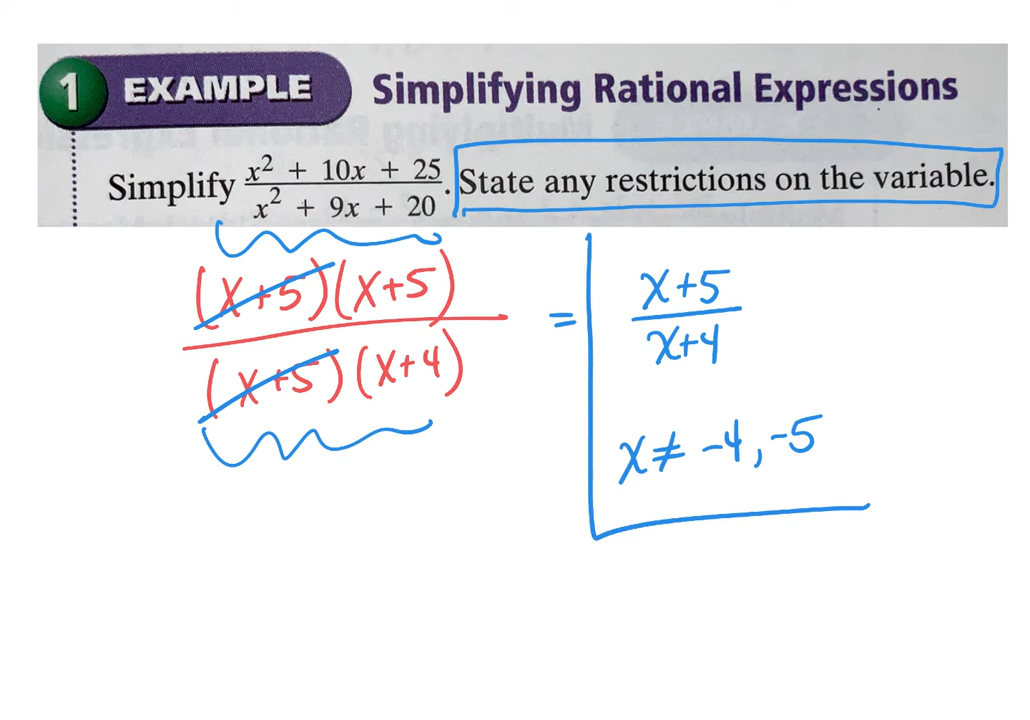 1 EXAMPLE Simplifying Rational Expressions
Simplify x² + 10x + 25 / x² + 9x + 20 . State any restrictions on the variable.
(x+5)(x+5) / (x+5)(x+4) = x+5 / x+4
x ≠ -4, -5